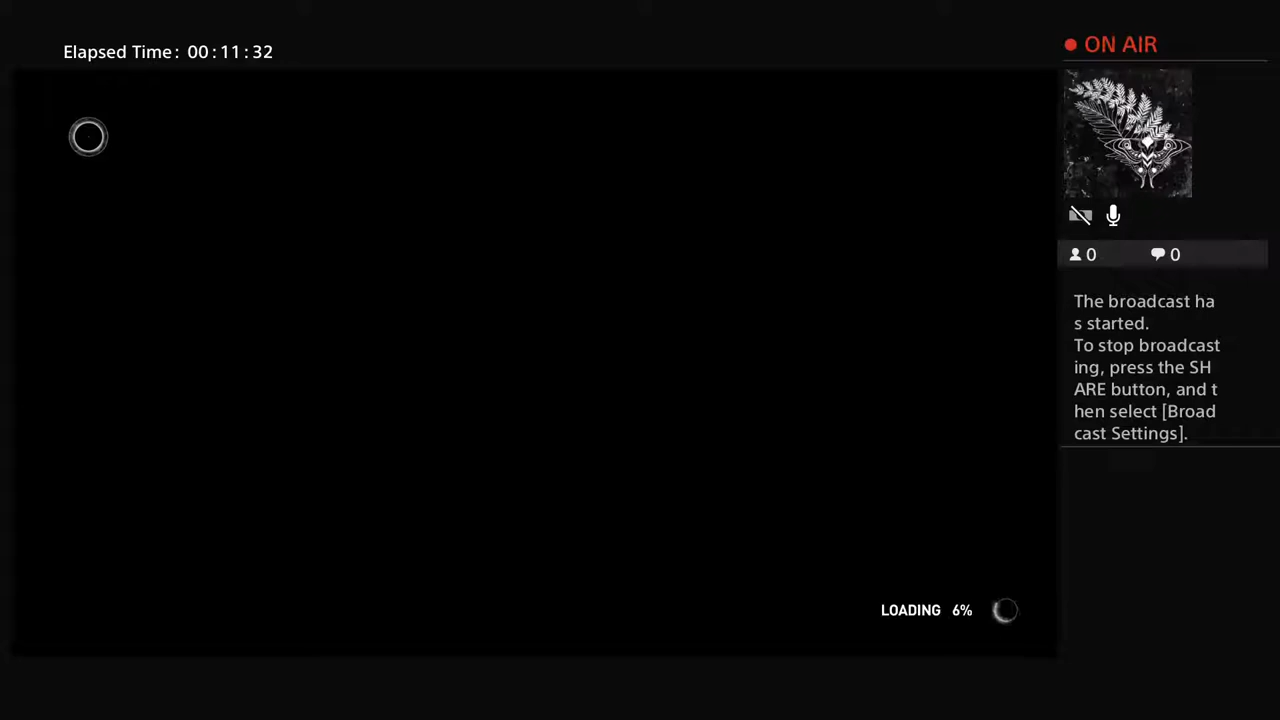 Elapsed Time: 00:11:32
ON AIR
0
0
The broadcast ha
s started.
To stop broadcast
ing, press the SH
ARE button, and t
hen select [Broad
cast Settings].
LOADING 6%